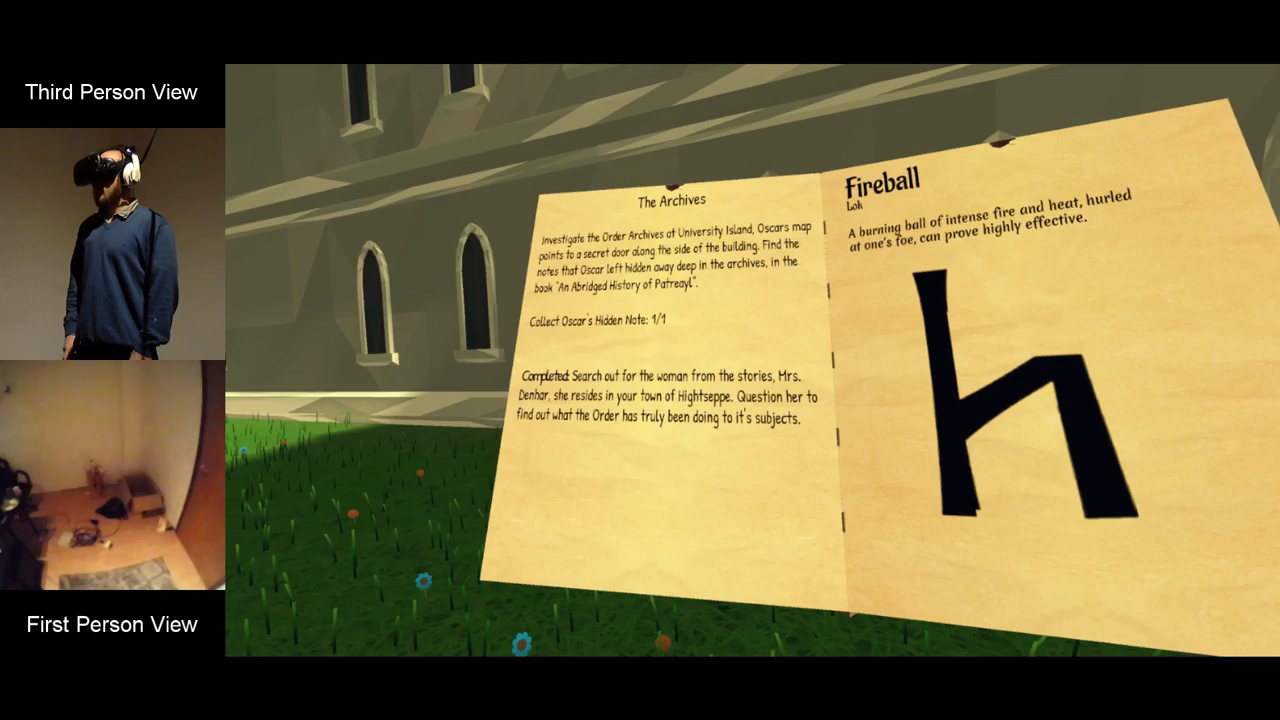 Third Person View
First Person View
The Archives
Investigate the Order Archives at University Island, Oscars map
points to a secret door along the side of the building. Find the
notes that Oscar left hidden away deep in the archives, in the
book "An Abridged History of Patreayl".
Collect Oscar's Hidden Note: 1/1
Completed: Search out for the woman from the stories, Mrs.
Denhar, she resides in your town of Hightseppe. Question her to
find out what the Order has truly been doing to it's subjects.
Fireball
Lok
A burning ball of intense fire and heat, hurled
at one's foe, can prove highly effective.